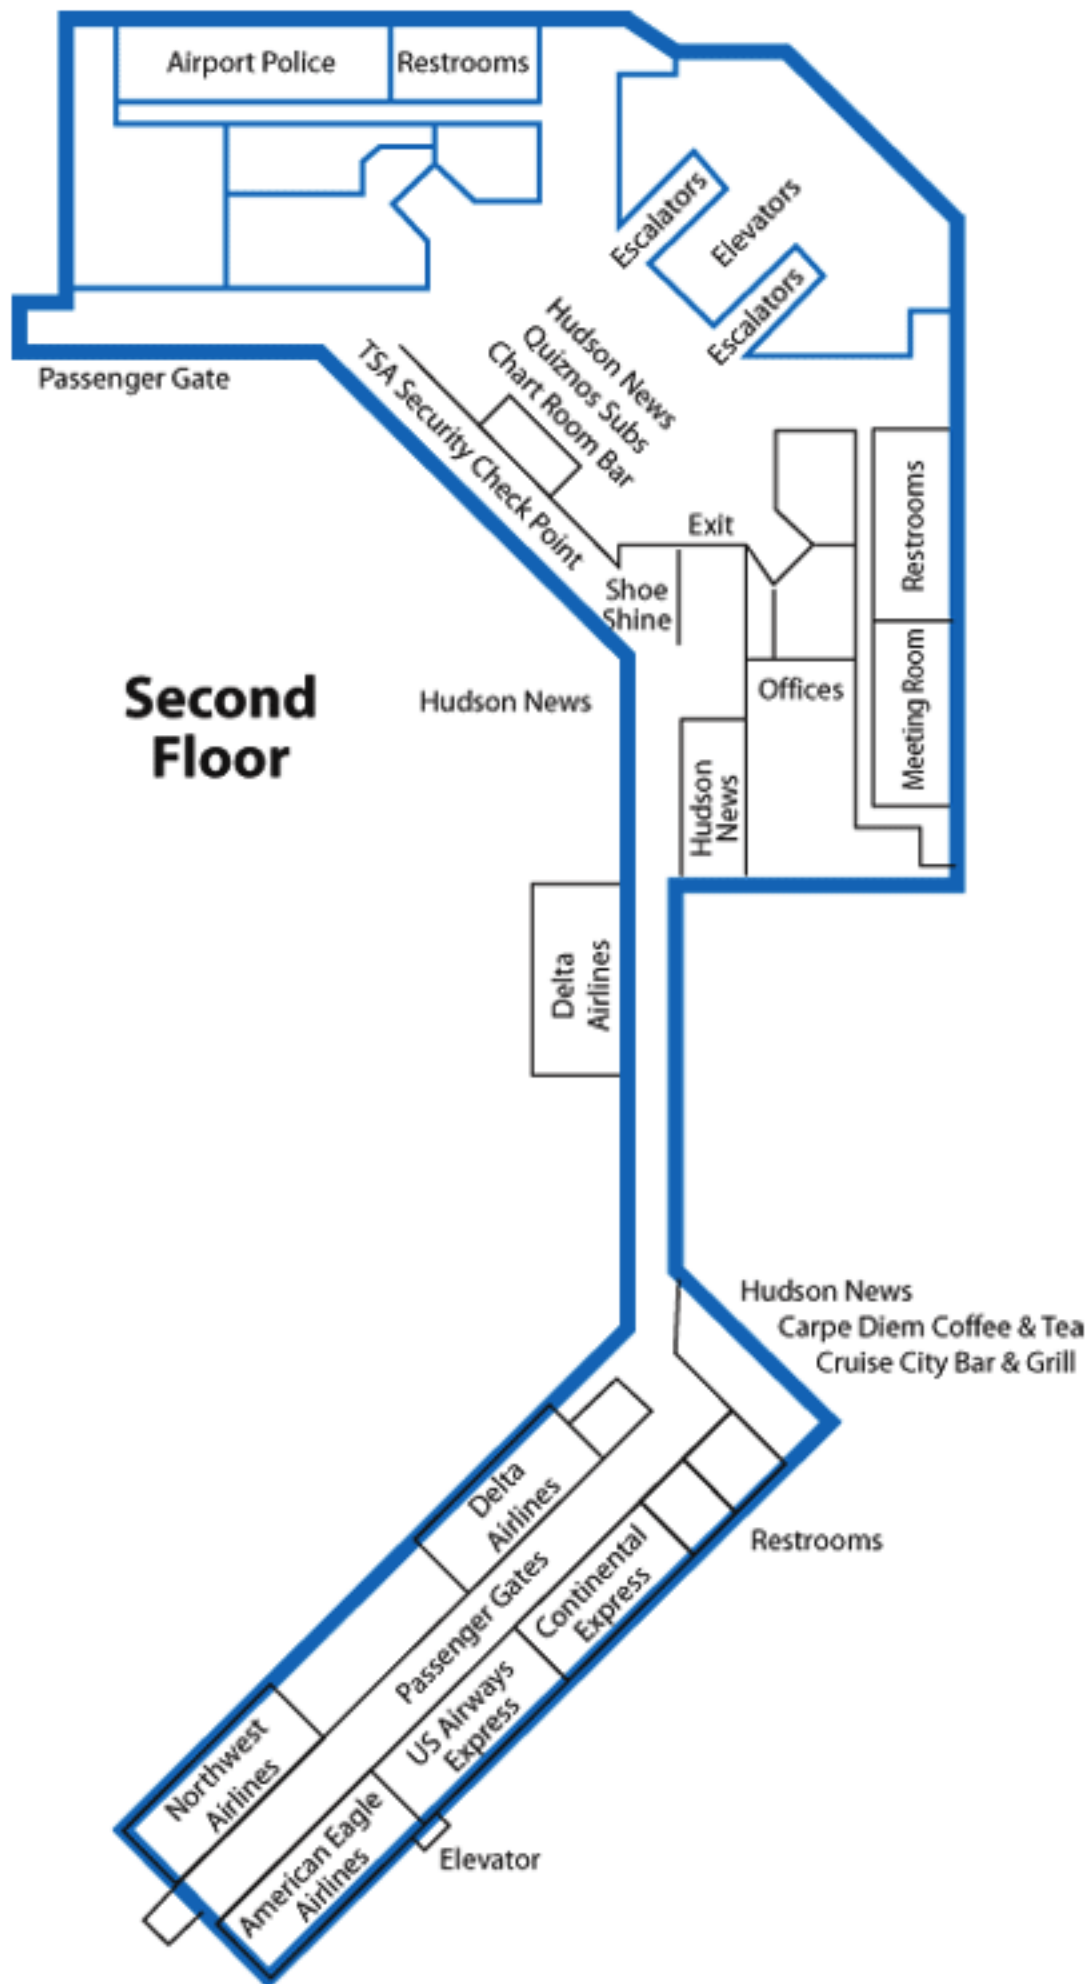 Airport Police
Restrooms
Escalators
Elevators
Escalators
Passenger Gate
Hudson News
Quiznos Subs
Chart Room Bar
TSA Security Check Point
Exit
Restrooms
Shoe
Shine
Meeting Room
Offices
Second
Floor
Hudson News
Hudson
News
Delta
Airlines
Hudson News
Carpe Diem Coffee & Tea
Cruise City Bar & Grill
Delta
Airlines
Restrooms
Passenger Gates
Continental
Express
US Airways
Express
Northwest
Airlines
American Eagle
Airlines
Elevator